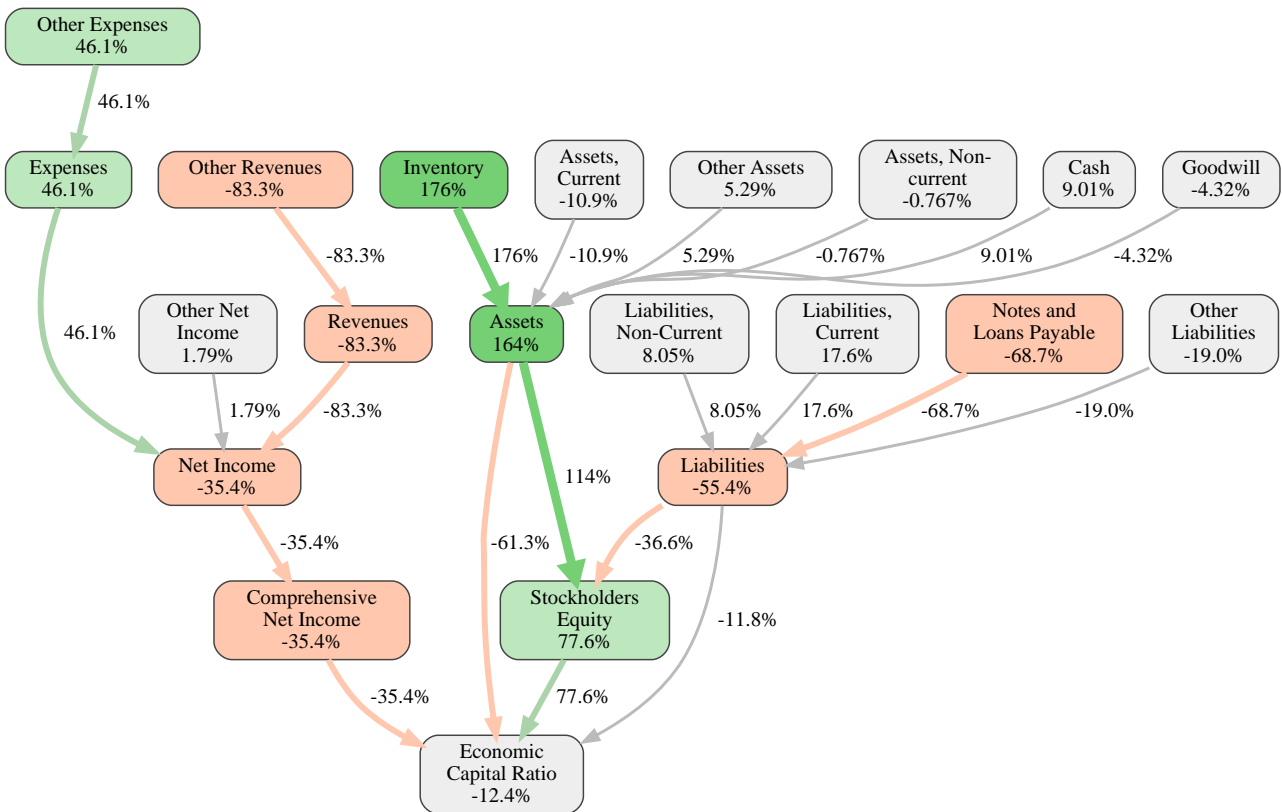 Other Expenses
46.1%
46.1%
Expenses
46.1%
Other Revenues
-83.3%
Inventory
176%
Assets,
Current
-10.9%
Other Assets
5.29%
Assets, Non-
current
-0.767%
Cash
9.01%
Goodwill
-4.32%
-83.3%
176%
-10.9%
5.29%
-0.767%
9.01%
-4.32%
46.1%
Other Net
Income
1.79%
Revenues
-83.3%
Assets
164%
Liabilities,
Non-Current
8.05%
Liabilities,
Current
17.6%
Notes and
Loans Payable
-68.7%
Other
Liabilities
-19.0%
1.79%
-83.3%
8.05%
17.6%
-68.7%
-19.0%
Net Income
-35.4%
114%
Liabilities
-55.4%
-35.4%
-61.3%
-36.6%
Comprehensive
Net Income
-35.4%
Stockholders
Equity
77.6%
-11.8%
-35.4%
77.6%
Economic
Capital Ratio
-12.4%